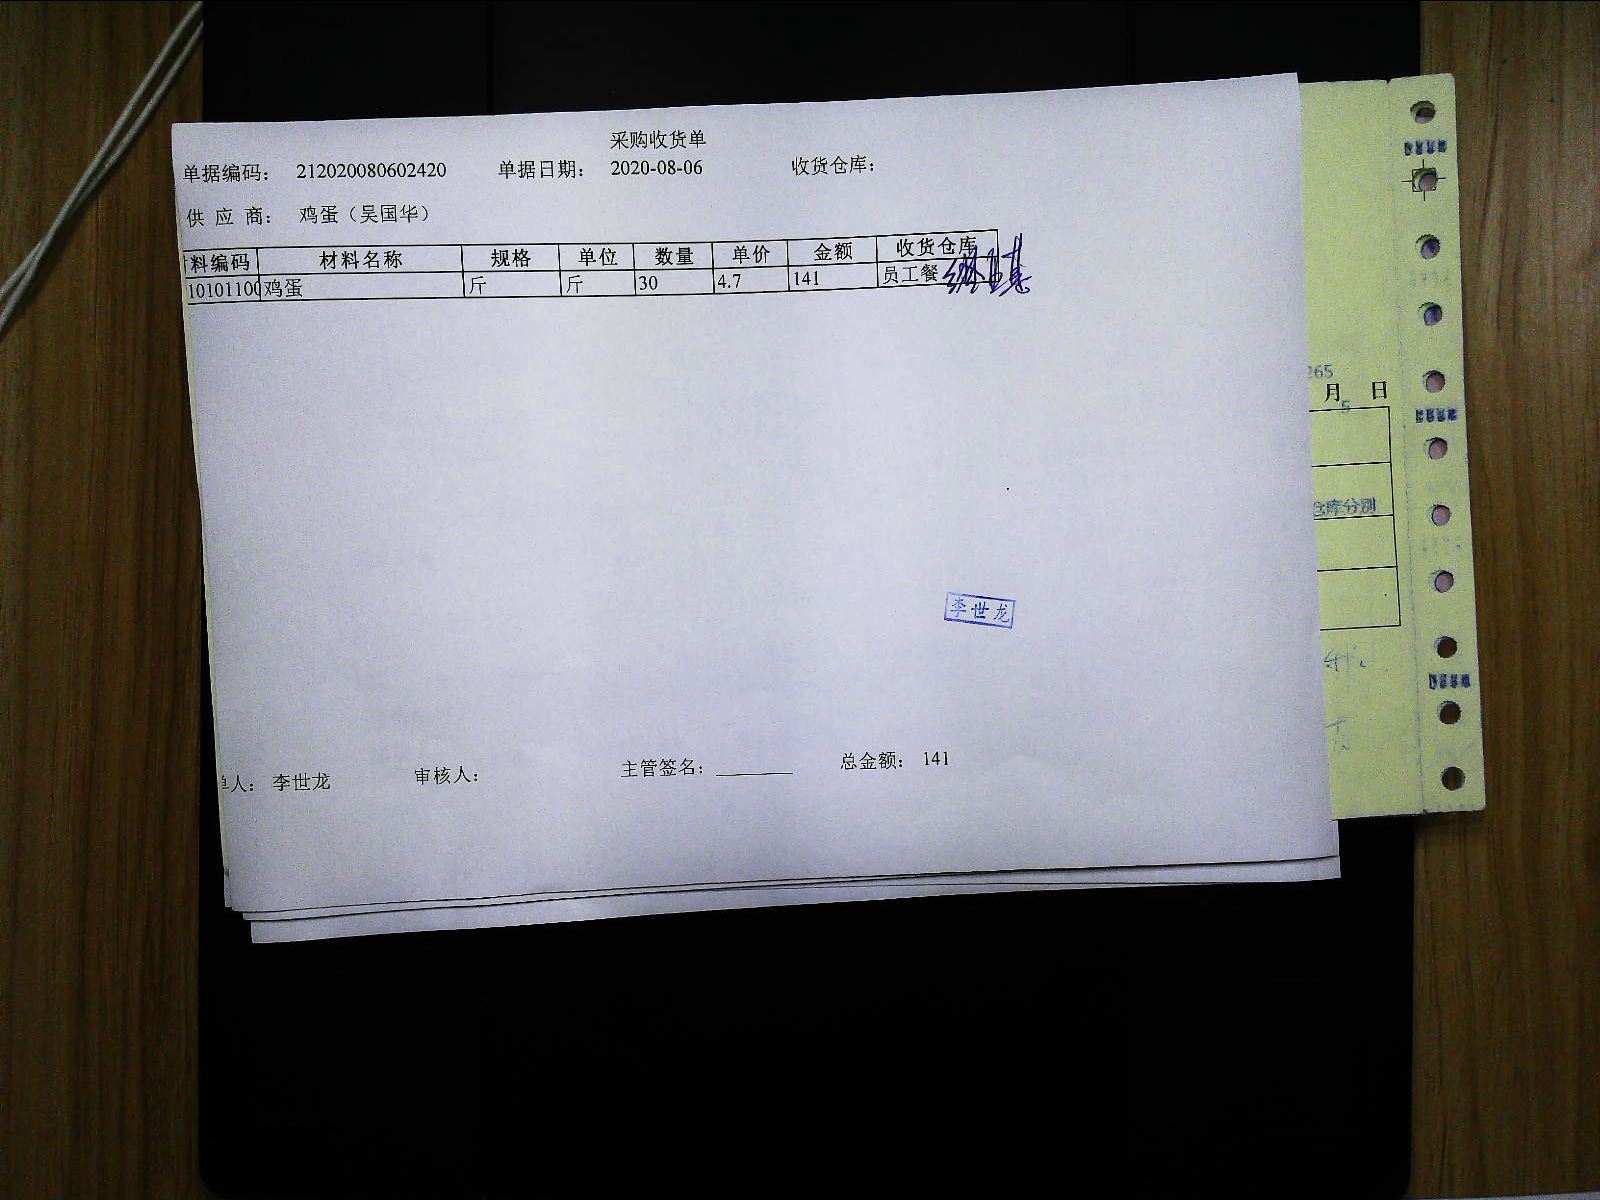 采购收货单
单据编码： 212020080602420 单据日期： 2020-08-06 收货仓库：
供 应 商： 鸡蛋（吴国华）
料编码 材料名称 规格 单位 数量 单价 金额 收货仓库
10101100 鸡蛋 斤 斤 30 4.7 141 员工餐
李世龙
单人： 李世龙 审核人： 主管签名： ________ 总金额： 141
265
月 日
5
仓库分别